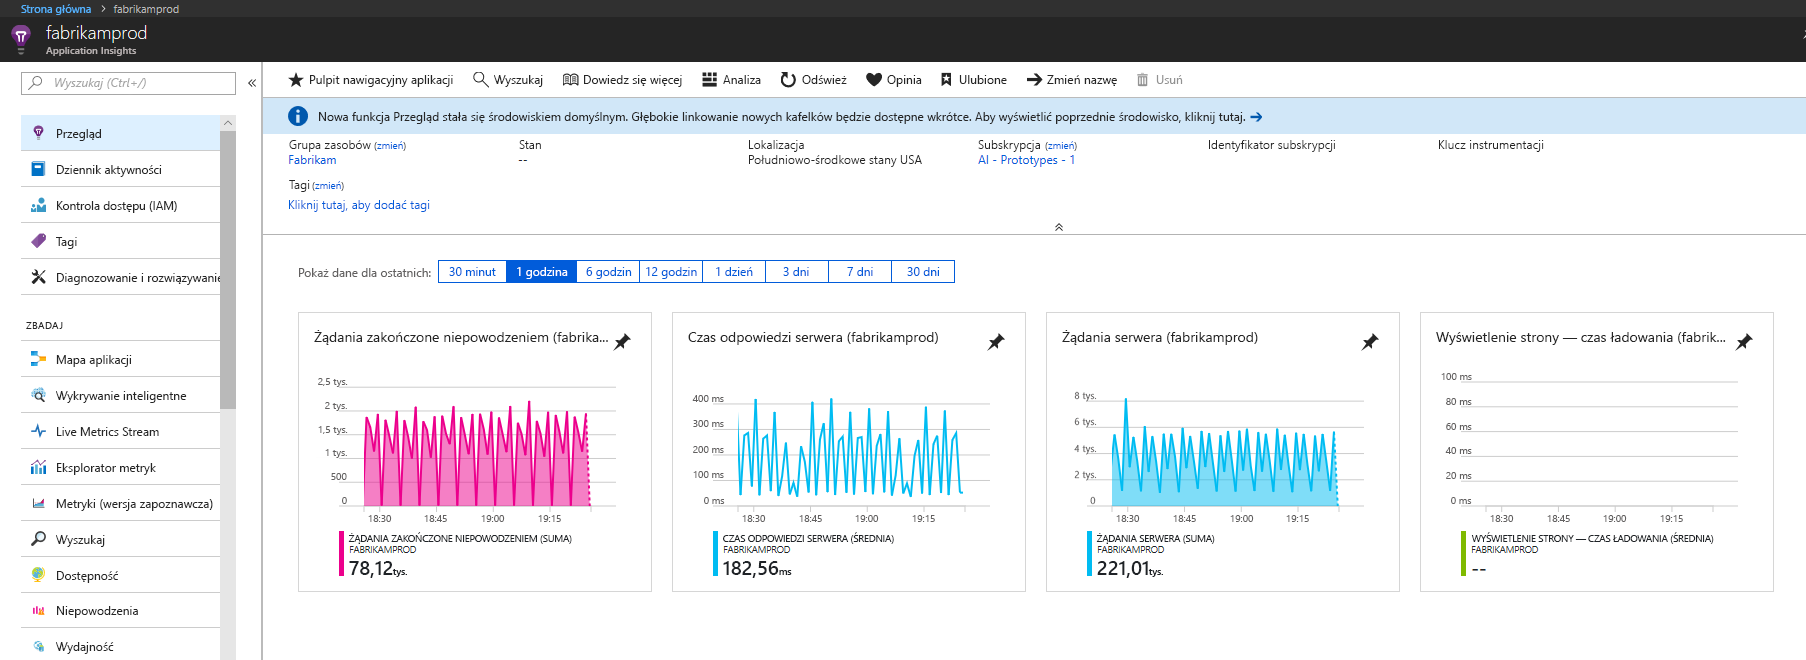 Strona główna > fabrikamprod
fabrikamprod
Application Insights
Wyszukaj (Ctrl+/)
«
Przegląd
Dziennik aktywności
Kontrola dostępu (IAM)
Tagi
Diagnozowanie i rozwiązywanie
ZBADAJ
Mapa aplikacji
Wykrywanie inteligentne
Live Metrics Stream
Eksplorator metryk
Metryki (wersja zapoznawcza)
Wyszukaj
Dostępność
Niepowodzenia
Wydajność
Pulpit nawigacyjny aplikacji Wyszukaj Dowiedz się więcej Analiza Odśwież Opinia Ulubione Zmień nazwę Usuń
Nowa funkcja Przegląd stała się środowiskiem domyślnym. Głębokie linkowanie nowych kafelków będzie dostępne wkrótce. Aby wyświetlić poprzednie środowisko, kliknij tutaj. →
Grupa zasobów (zmień) Stan Lokalizacja Subskrypcja (zmień) Identyfikator subskrypcji Klucz instrumentacji
Fabrikam -- Południowo-środkowe stany USA AI - Prototypes - 1
Tagi (zmień)
Kliknij tutaj, aby dodać tagi
Pokaż dane dla ostatnich: 30 minut 1 godzina 6 godzin 12 godzin 1 dzień 3 dni 7 dni 30 dni
Żądania zakończone niepowodzeniem (fabrika...
2,5 tys.
2 tys.
1,5 tys.
1 tys.
500
0
18:30 18:45 19:00 19:15
ŻĄDANIA ZAKOŃCZONE NIEPOWODZENIEM (SUMA)
FABRIKAMPROD
78,12tys.
Czas odpowiedzi serwera (fabrikamprod)
400 ms
300 ms
200 ms
100 ms
0 ms
18:30 18:45 19:00 19:15
CZAS ODPOWIEDZI SERWERA (ŚREDNIA)
FABRIKAMPROD
182,56ms
Żądania serwera (fabrikamprod)
8 tys.
6 tys.
4 tys.
2 tys.
0
18:30 18:45 19:00 19:15
ŻĄDANIA SERWERA (SUMA)
FABRIKAMPROD
221,01tys.
Wyświetlenie strony — czas ładowania (fabrik...
100 ms
80 ms
60 ms
40 ms
20 ms
0 ms
18:30 18:45 19:00 19:15
WYŚWIETLENIE STRONY — CZAS ŁADOWANIA (ŚREDNIA)
FABRIKAMPROD
--